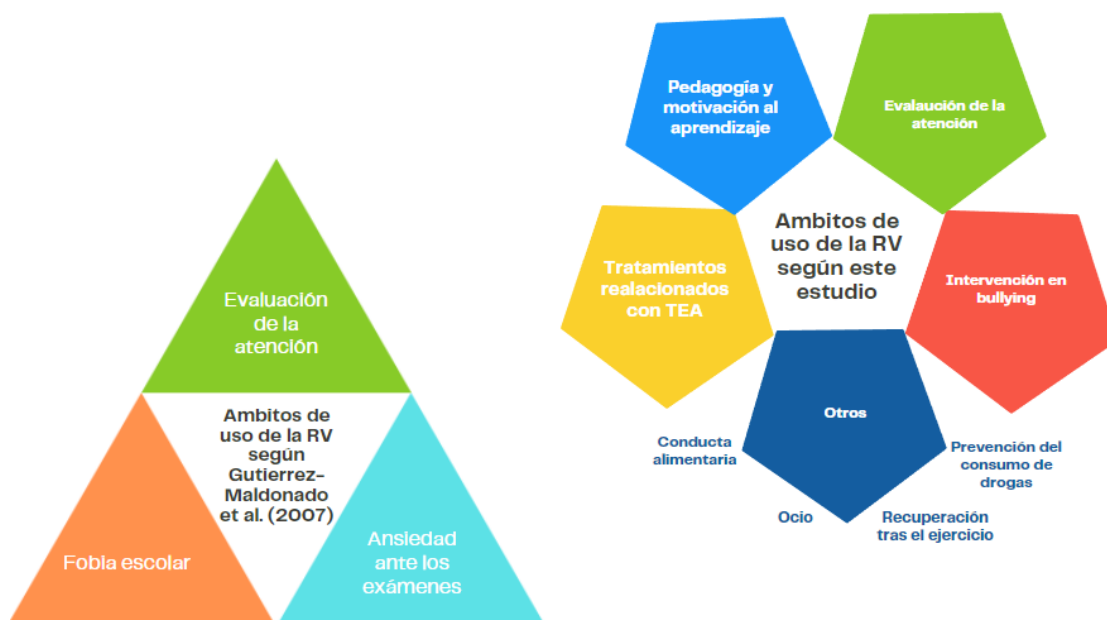 Evaluación
de la
atención
Ambitos de
uso de la RV
según
Gutierrez-
Maldonado
et al. (2007)
Fobia escolar
Ansiedad
ante los
exámenes
Pedagogía y
motivación al
aprendizaje
Evalaución de la
atención
Ambitos de
uso de la RV
según este
estudio
Tratamientos
realacionados
con TEA
Intervención en
bullying
Otros
Conducta
alimentaria
Ocio
Recuperación
tras el ejercicio
Prevención del
consumo de
drogas